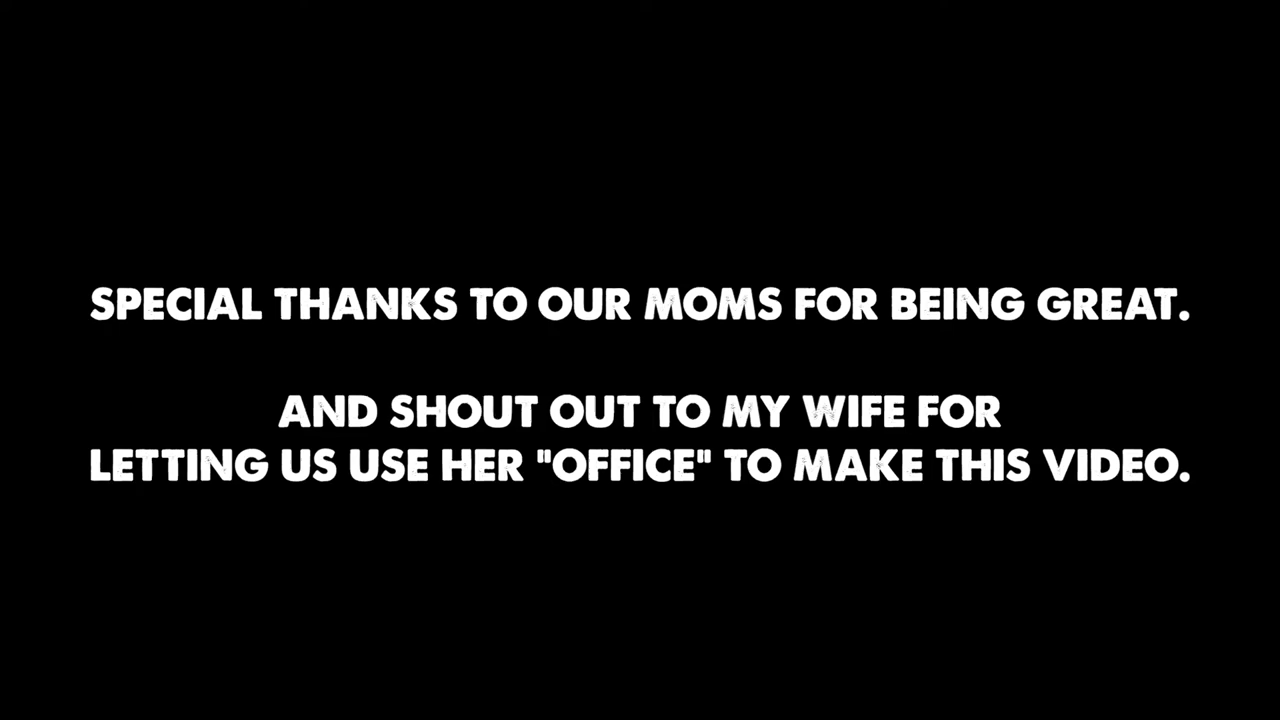 SPECIAL THANKS TO OUR MOMS FOR BEING GREAT.
AND SHOUT OUT TO MY WIFE FOR
LETTING US USE HER "OFFICE" TO MAKE THIS VIDEO.